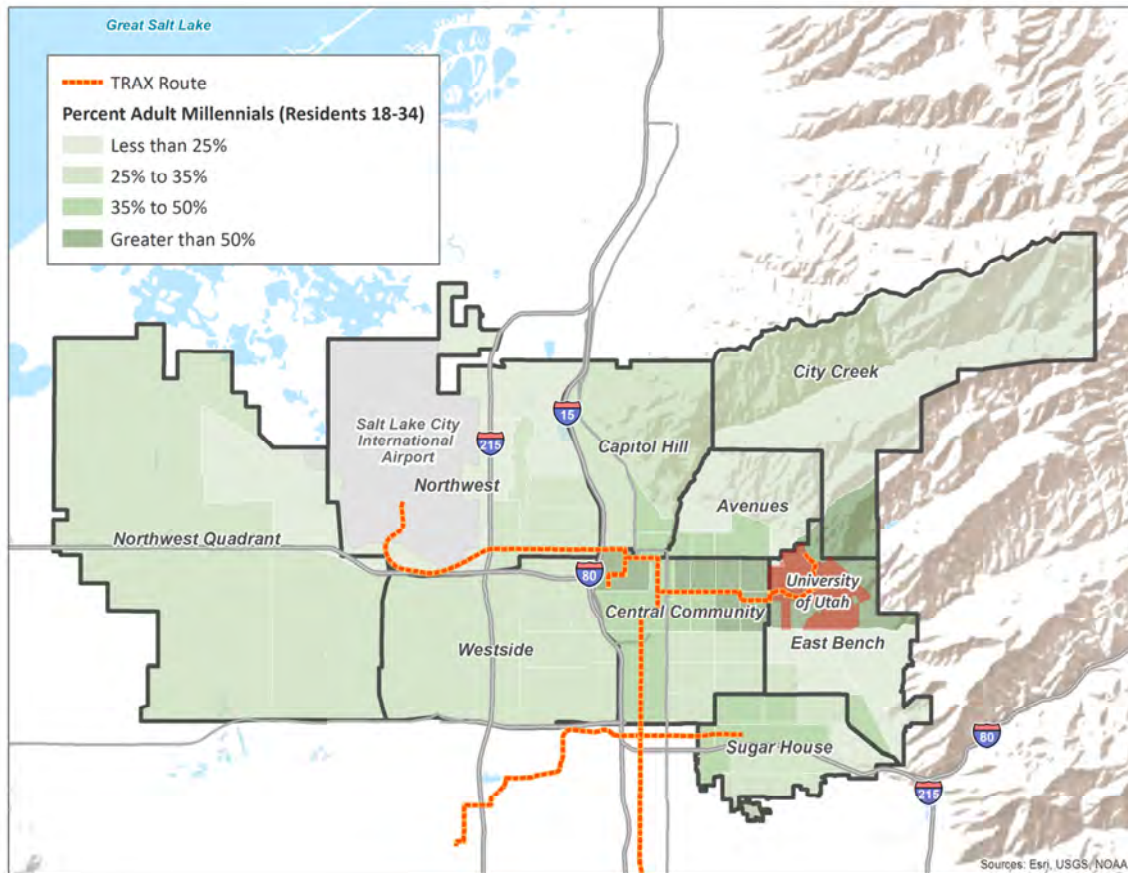 Great Salt Lake
TRAX Route
Percent Adult Millennials (Residents 18-34)
Less than 25%
25% to 35%
35% to 50%
Greater than 50%
City Creek
15
Salt Lake City
International
Airport
215
Capitol Hill
Northwest
Avenues
Northwest Quadrant
80
University
of Utah
Central Community
Westside
East Bench
80
Sugar House
215
Sources: Esri, USGS, NOAA